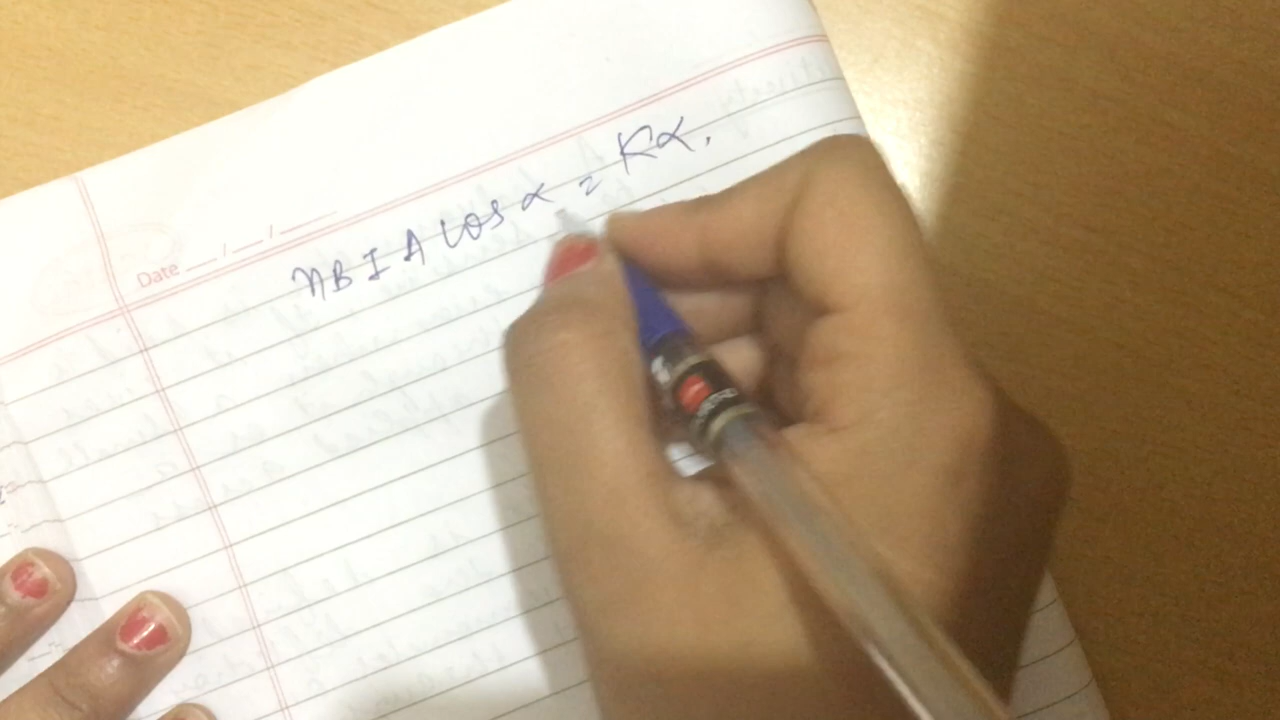 Date
nBIA cos α = Kα,